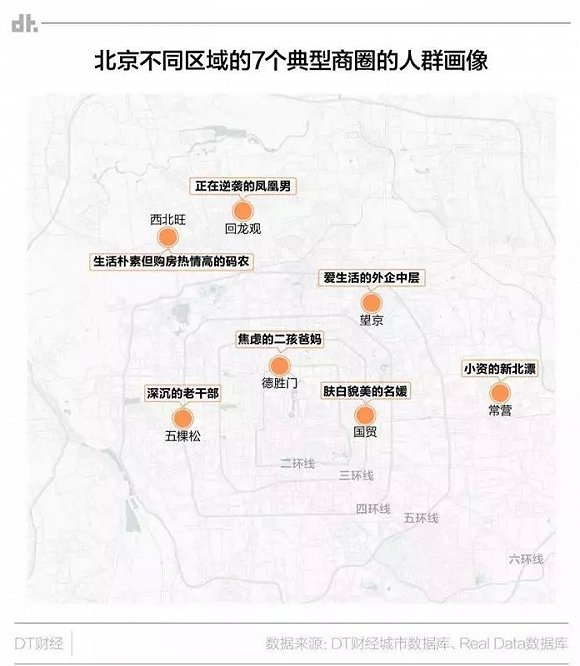 dt.
北京不同区域的7个典型商圈的人群画像
正在逆袭的凤凰男
西北旺
回龙观
生活朴素但购房热情高的码农
爱生活的外企中层
望京
焦虑的二孩爸妈
德胜门
小资的新北漂
常营
深沉的老干部
五棵松
肤白貌美的名媛
国贸
二环线
三环线
四环线
五环线
六环线
DT财经
数据来源: DT财经城市数据库、Real Data数据库